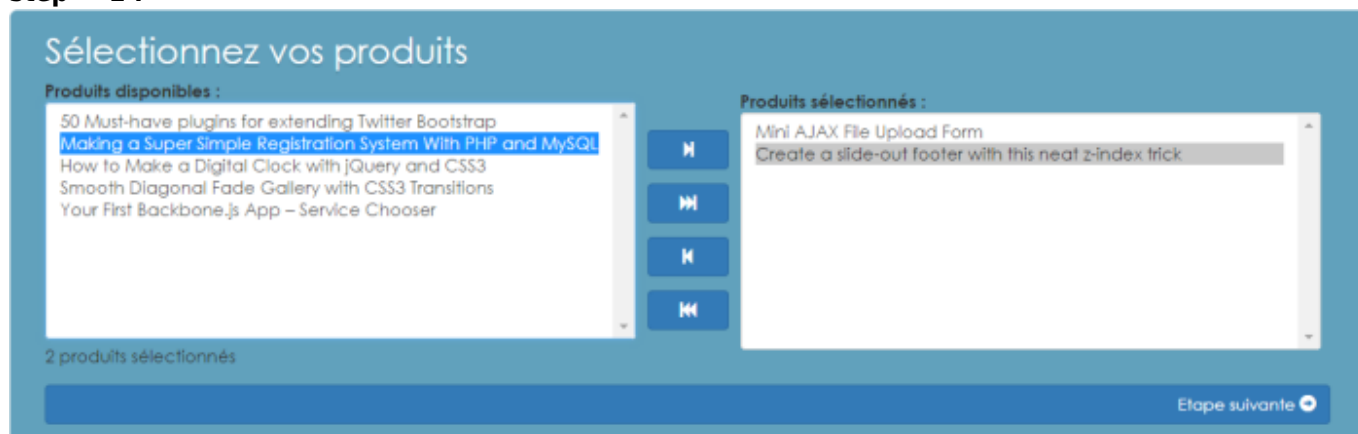 Sélectionnez vos produits
Produits disponibles :
50 Must-have plugins for extending Twitter Bootstrap
Making a Super Simple Registration System With PHP and MySQL
How to Make a Digital Clock with jQuery and CSS3
Smooth Diagonal Fade Gallery with CSS3 Transitions
Your First Backbone.js App – Service Chooser
2 produits sélectionnés
Produits sélectionnés :
Mini AJAX File Upload Form
Create a slide-out footer with this neat z-index trick
Etape suivante